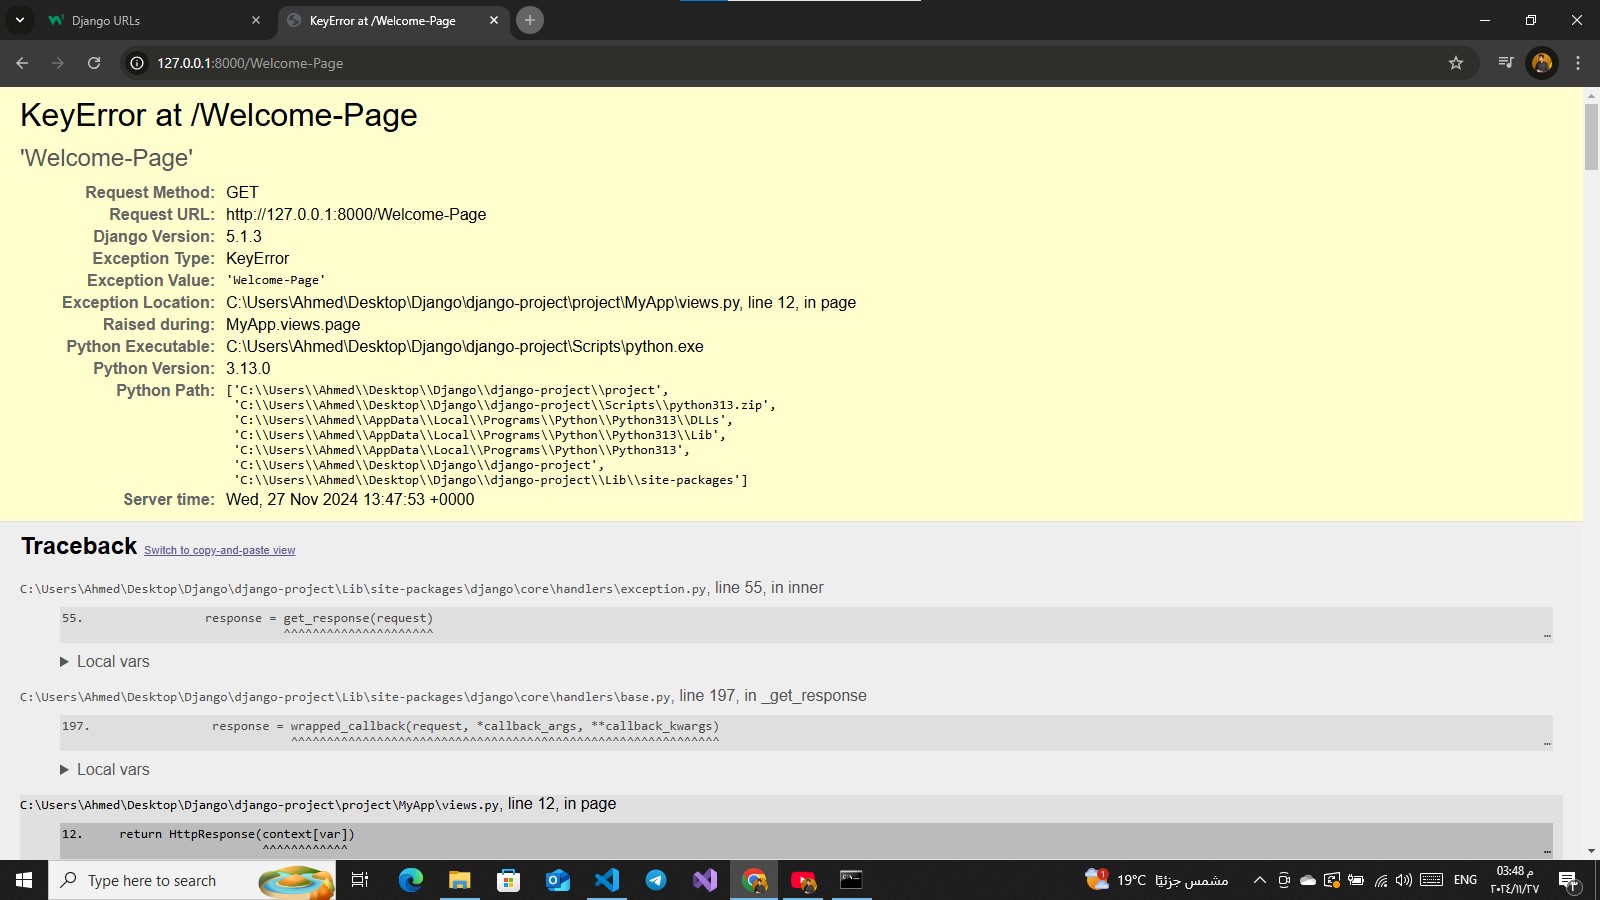 Django URLs
KeyError at /Welcome-Page
127.0.0.1:8000/Welcome-Page
KeyError at /Welcome-Page
'Welcome-Page'
Request Method: GET
Request URL: http://127.0.0.1:8000/Welcome-Page
Django Version: 5.1.3
Exception Type: KeyError
Exception Value: 'Welcome-Page'
Exception Location: C:\Users\Ahmed\Desktop\Django\django-project\project\MyApp\views.py, line 12, in page
Raised during: MyApp.views.page
Python Executable: C:\Users\Ahmed\Desktop\Django\django-project\Scripts\python.exe
Python Version: 3.13.0
Python Path: ['C:\\Users\\Ahmed\\Desktop\\Django\\django-project\\project',
'C:\\Users\\Ahmed\\Desktop\\Django\\django-project\\Scripts\\python313.zip',
'C:\\Users\\Ahmed\\AppData\\Local\\Programs\\Python\\Python313\\DLLs',
'C:\\Users\\Ahmed\\AppData\\Local\\Programs\\Python\\Python313\\Lib',
'C:\\Users\\Ahmed\\AppData\\Local\\Programs\\Python\\Python313',
'C:\\Users\\Ahmed\\Desktop\\Django\\django-project',
'C:\\Users\\Ahmed\\Desktop\\Django\\django-project\\Lib\\site-packages']
Server time: Wed, 27 Nov 2024 13:47:53 +0000
Traceback Switch to copy-and-paste view
C:\Users\Ahmed\Desktop\Django\django-project\Lib\site-packages\django\core\handlers\exception.py, line 55, in inner
55. response = get_response(request)
^^^^^^^^^^^^^^^^^^^^^
…
Local vars
C:\Users\Ahmed\Desktop\Django\django-project\Lib\site-packages\django\core\handlers\base.py, line 197, in _get_response
197. response = wrapped_callback(request, *callback_args, **callback_kwargs)
^^^^^^^^^^^^^^^^^^^^^^^^^^^^^^^^^^^^^^^^^^^^^^^^^^^^^^^^^^^^
…
Local vars
C:\Users\Ahmed\Desktop\Django\django-project\project\MyApp\views.py, line 12, in page
12. return HttpResponse(context[var])
^^^^^^^^^^^^
…
Type here to search
1
19°C مشمس جزئيًا
ENG
03:48 م
٢٠٢٤/١١/٢٧
٣